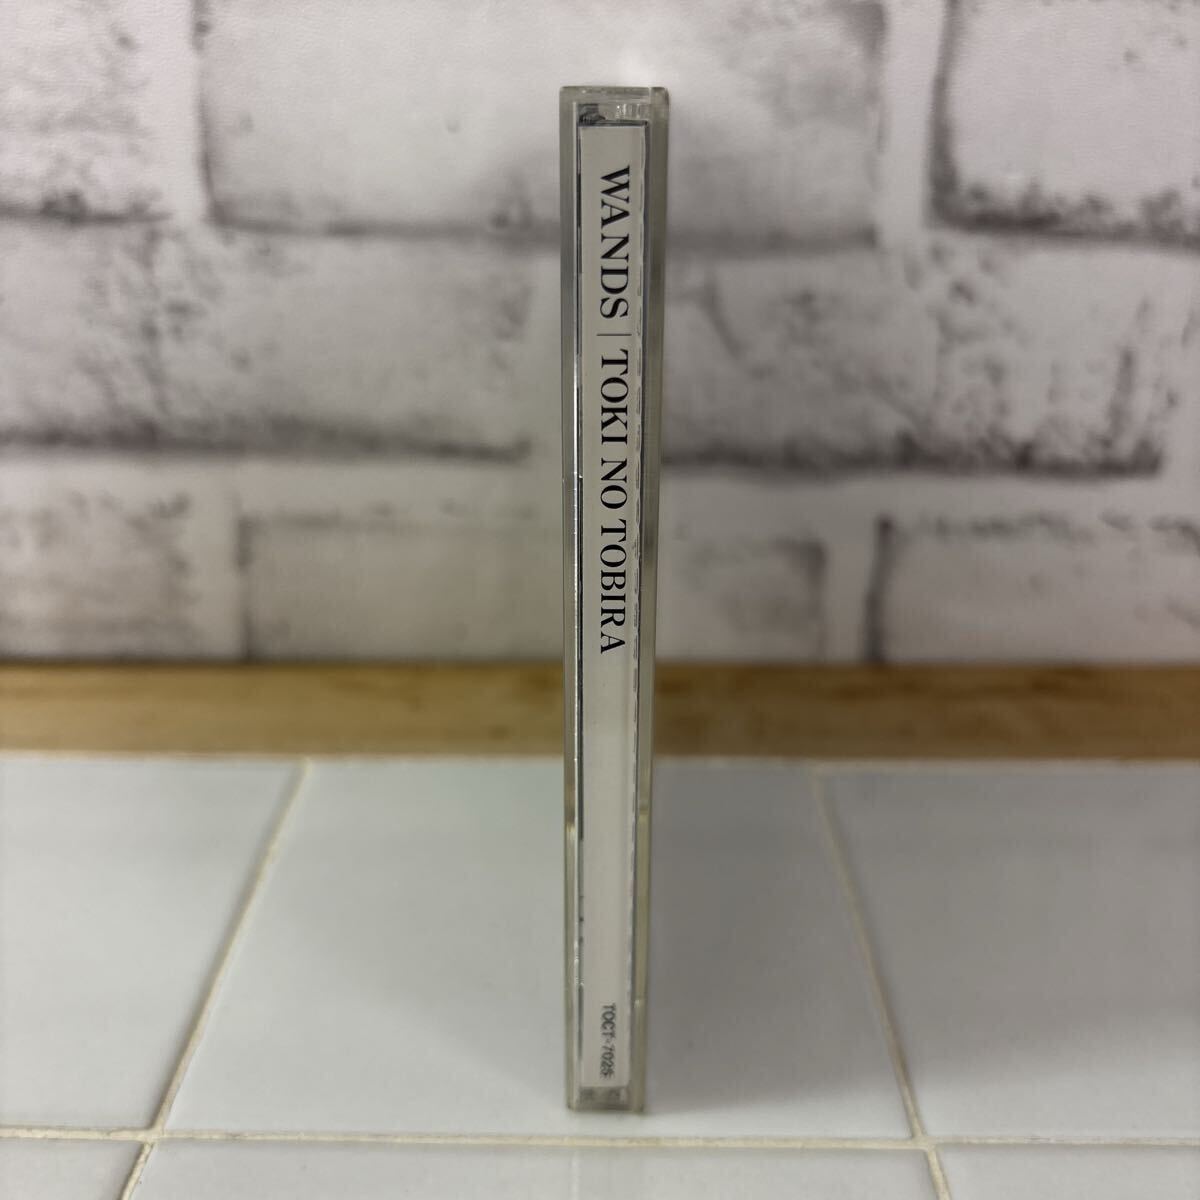 WANDS | TOKI NO TOBIRA
TOCT-7025